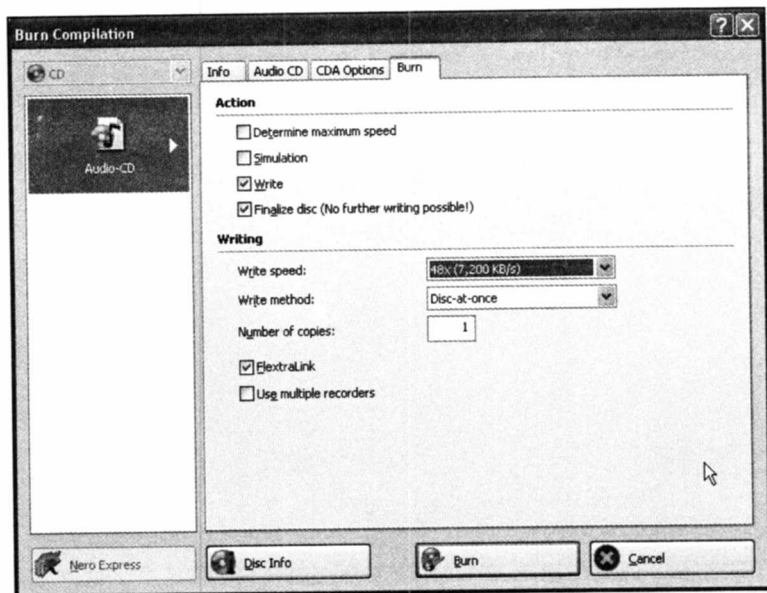 Burn Compilation
CD
Audio-CD
Info Audio CD CDA Options Burn
Action
Determine maximum speed
Simulation
Write
Finalize disc (No further writing possible!)
Writing
Write speed: 48x (7,200 KB/s)
Write method: Disc-at-once
Number of copies: 1
FlextraLink
Use multiple recorders
Nero Express Disc Info Burn Cancel